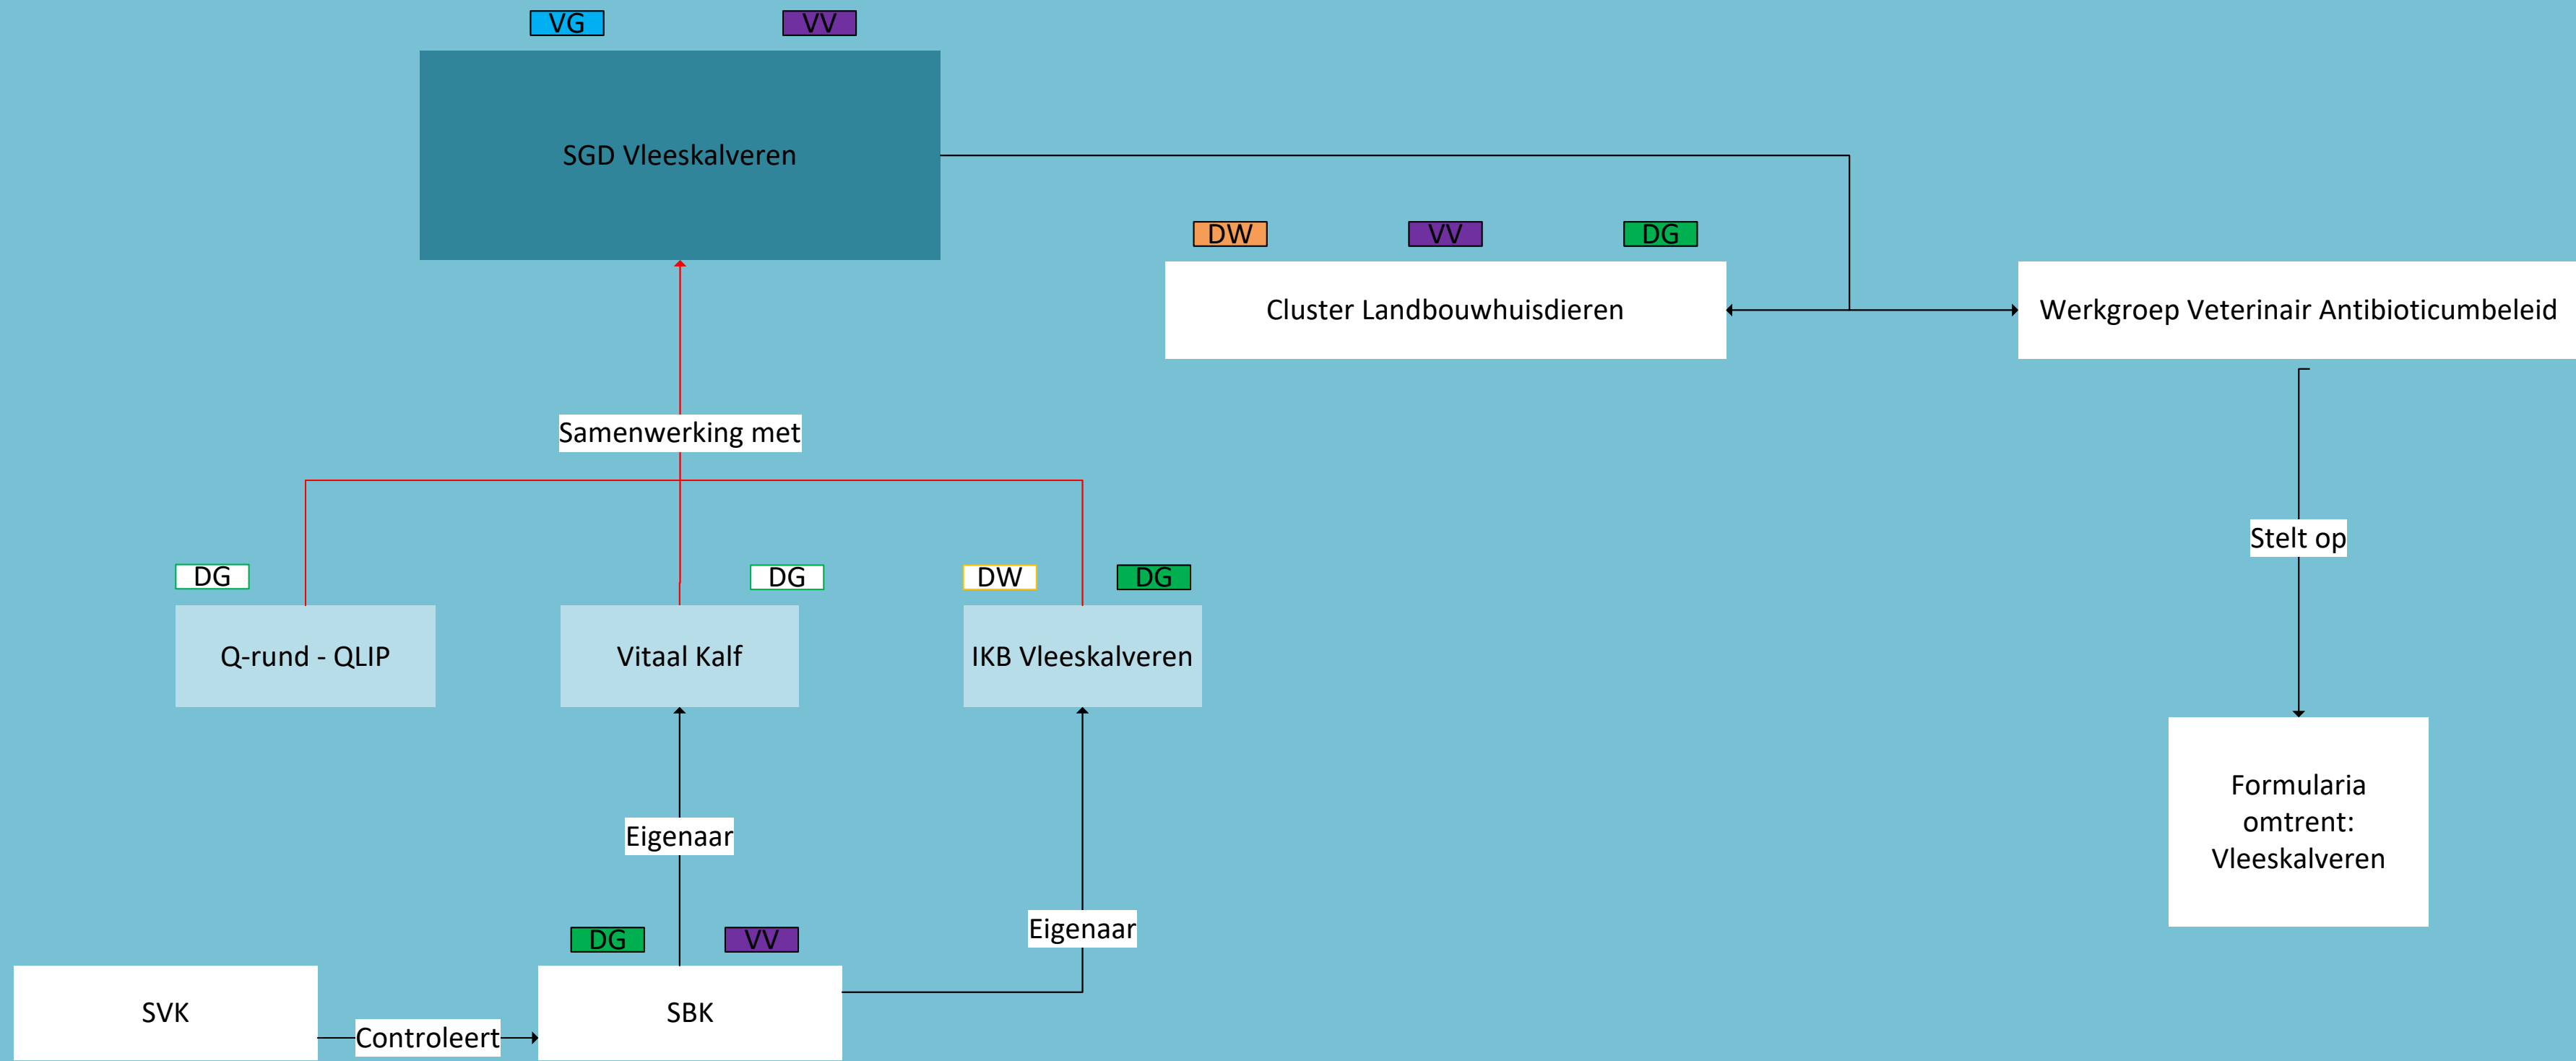 VG
VV
SGD Vleeskalveren
DW
VV
DG
Cluster Landbouwhuisdieren
Werkgroep Veterinair Antibioticumbeleid
Samenwerking met
Stelt op
DG
DG
DW
DG
Q-rund - QLIP
Vitaal Kalf
IKB Vleeskalveren
Formularia
omtrent:
Vleeskalveren
Eigenaar
Eigenaar
DG
VV
SVK
Controleert
SBK